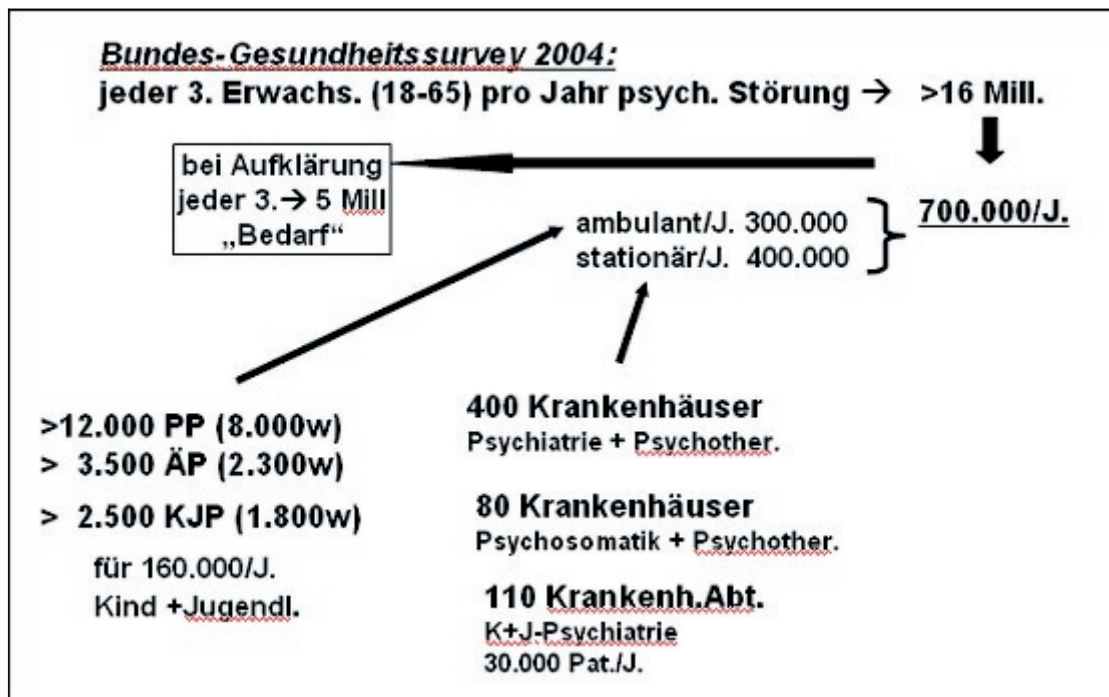 Bundes-Gesundheitssurvey 2004:
jeder 3. Erwachs. (18-65) pro Jahr psych. Störung → >16 Mill.
bei Aufklärung
jeder 3.→ 5 Mill
„Bedarf“
700.000/J.
ambulant/J. 300.000
stationär/J. 400.000
>12.000 PP (8.000w)
> 3.500 ÄP (2.300w)
> 2.500 KJP (1.800w)
für 160.000/J.
Kind +Jugendl.
400 Krankenhäuser
Psychiatrie + Psychother.
80 Krankenhäuser
Psychosomatik + Psychother.
110 Krankenh.Abt.
K+J-Psychiatrie
30.000 Pat./J.